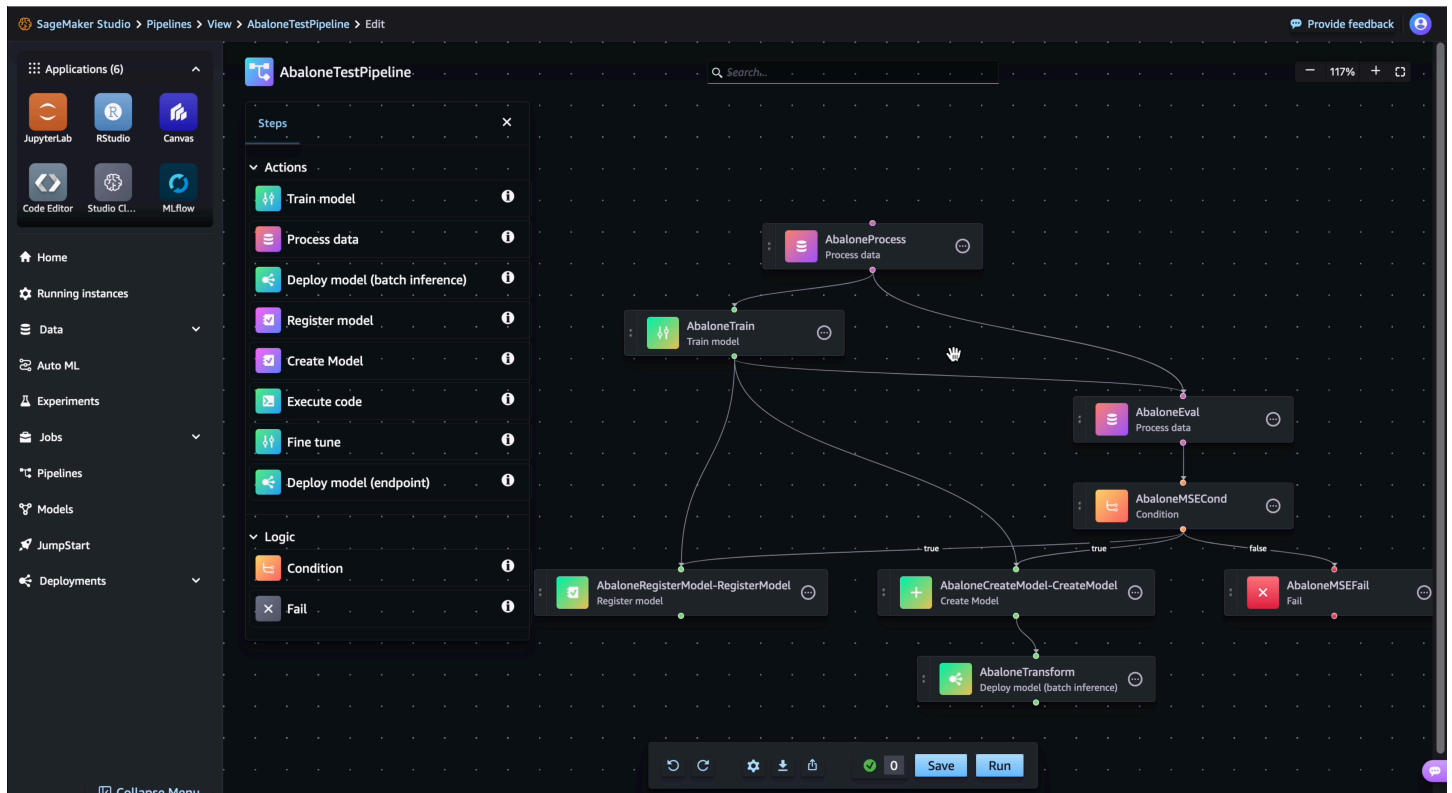 SageMaker Studio > Pipelines > View > AbaloneTestPipeline > Edit
Provide feedback
Applications (6)
JupyterLab
RStudio
Canvas
Code Editor
Studio Cl...
MLflow
Home
Running instances
Data
Auto ML
Experiments
Jobs
Pipelines
Models
JumpStart
Deployments
Collapse Menu
AbaloneTestPipeline
Search...
117%
Steps
Actions
Train model
Process data
Deploy model (batch inference)
Register model
Create Model
Execute code
Fine tune
Deploy model (endpoint)
Logic
Condition
Fail
AbaloneProcess
Process data
AbaloneTrain
Train model
AbaloneEval
Process data
AbaloneMSECond
Condition
true
true
false
AbaloneRegisterModel-RegisterModel
Register model
AbaloneCreateModel-CreateModel
Create Model
AbaloneMSEFail
Fail
AbaloneTransform
Deploy model (batch inference)
0
Save
Run